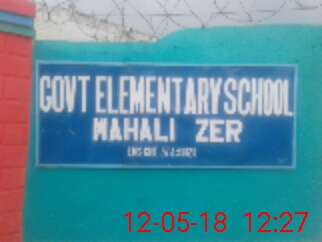 GOVT ELEMENTARY SCHOOL
MAHALI ZER
12-05-18 12:27